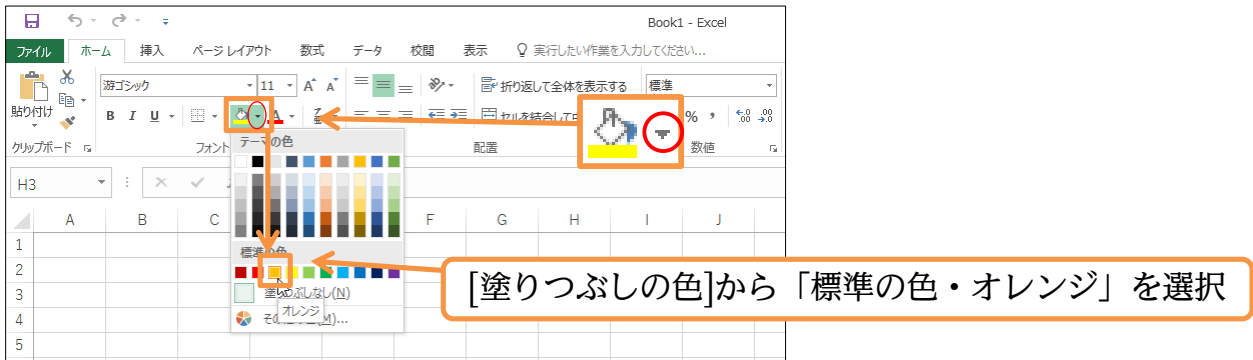 Book1 - Excel
ファイル ホーム 挿入 ページ レイアウト 数式 データ 校閲 表示 実行したい作業を入力してください...
游ゴシック 11 A A 折り返して全体を表示する 標準
貼り付け B I U A % ,
クリップボード フォント 配置 数値
テーマの色
H3
A B C F G H I J
1
標準の色
2
[塗りつぶしの色]から「標準の色・オレンジ」を選択
3
塗りつぶしなし(N)
オレンジ
4
5